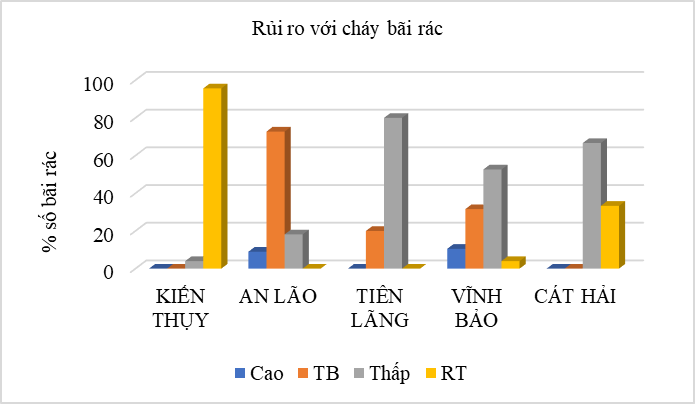 Rủi ro với cháy bãi rác
% số bãi rác
100
80
60
40
20
0
KIẾN THỤY
AN LÃO
TIÊN LÃNG
VĨNH BẢO
CÁT HẢI
Cao TB Thấp RT